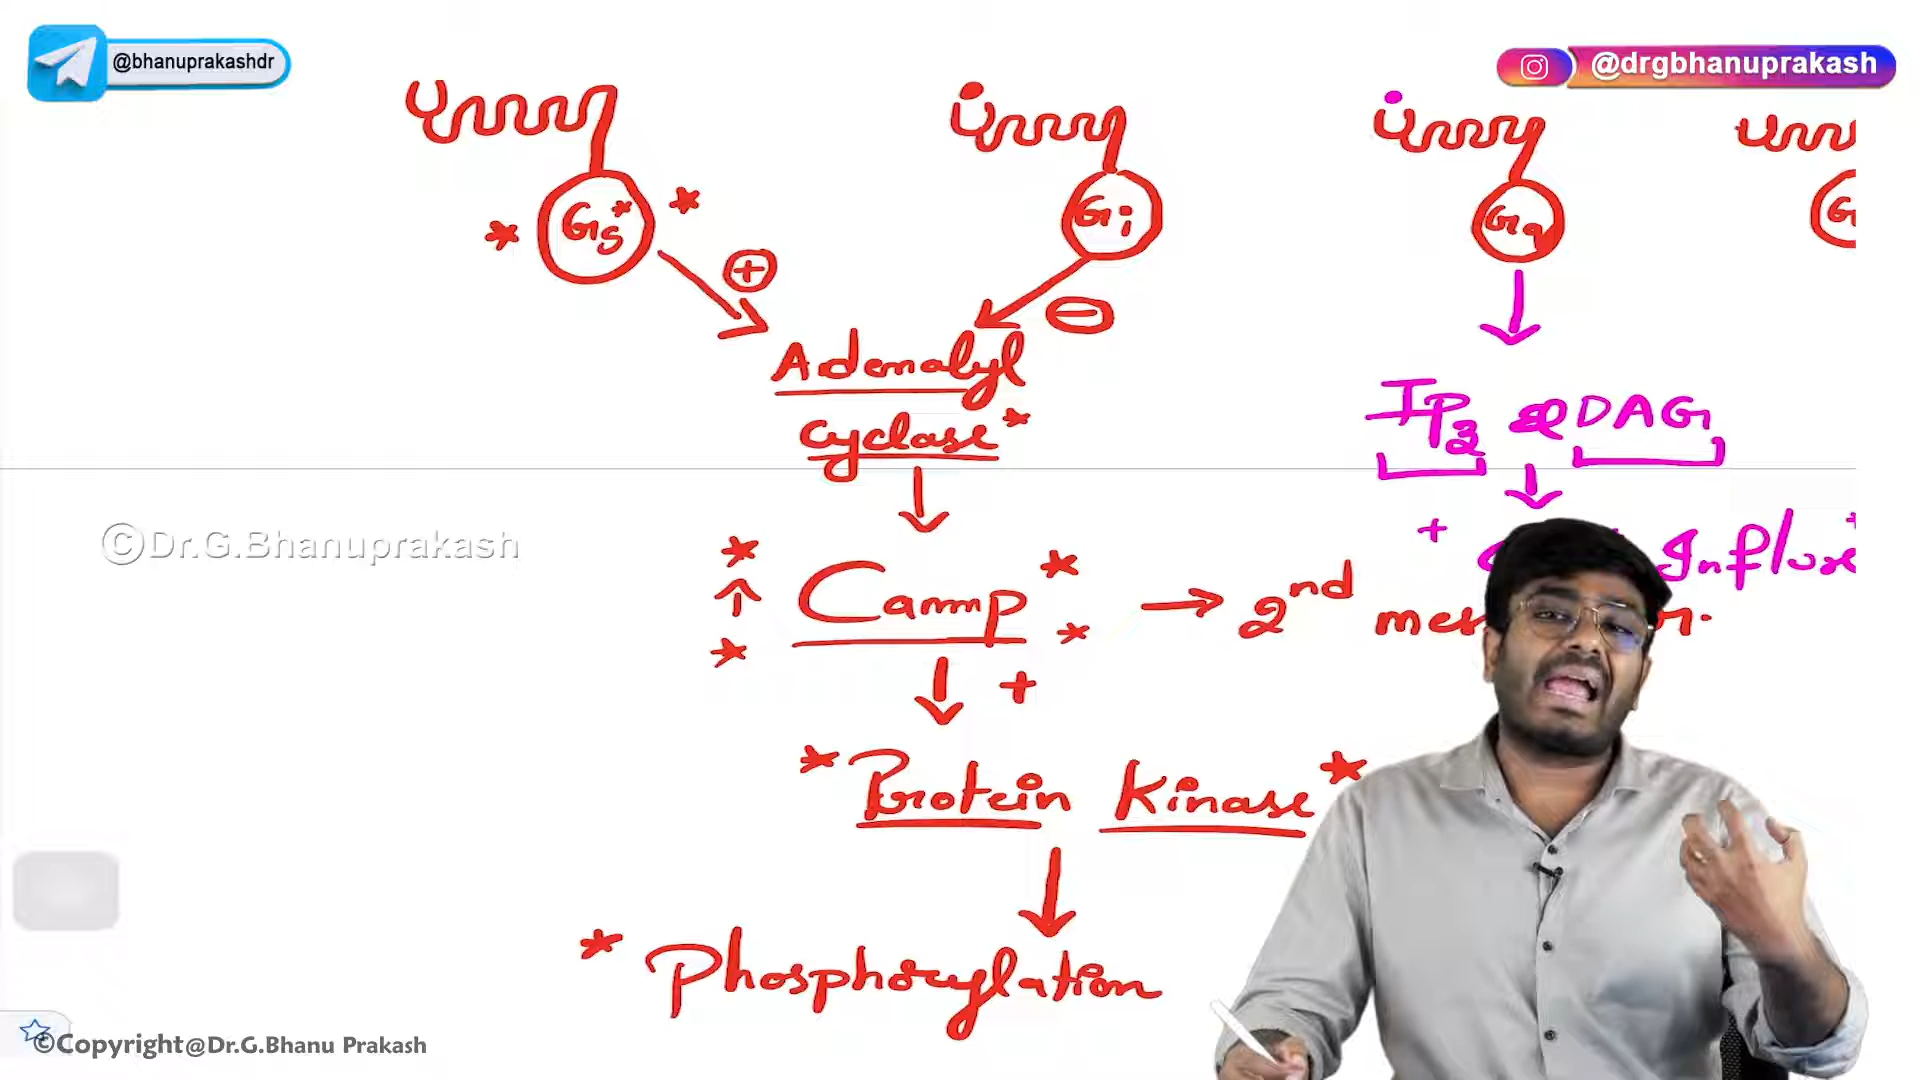 @bhanuprakashdr
@drgbhanuprakash
Gs*
Gi
Gq
G
+
−
Adenalyl
cyclase*
IP3 & DAG
+ Influx
©Dr.G.Bhanuprakash
* ↑ * Camp * * → 2nd
+
* Protein Kinase *
* Phosphorylation
©Copyright@Dr.G.Bhanu Prakash